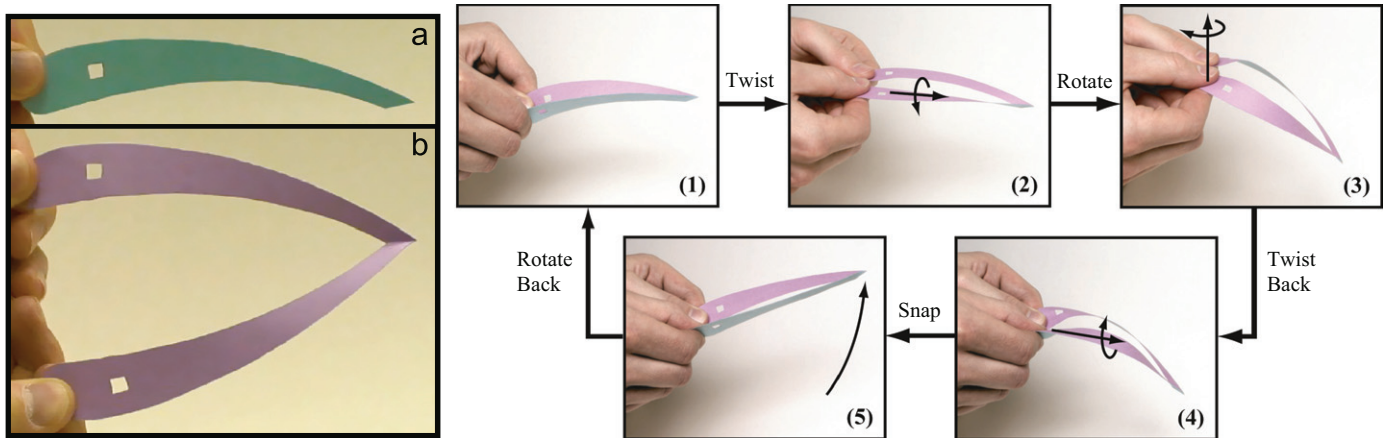 a
b
(1)
Twist
(2)
Rotate
(3)
Twist
Back
(4)
Snap
(5)
Rotate
Back